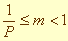 1/P ≤ m < 1